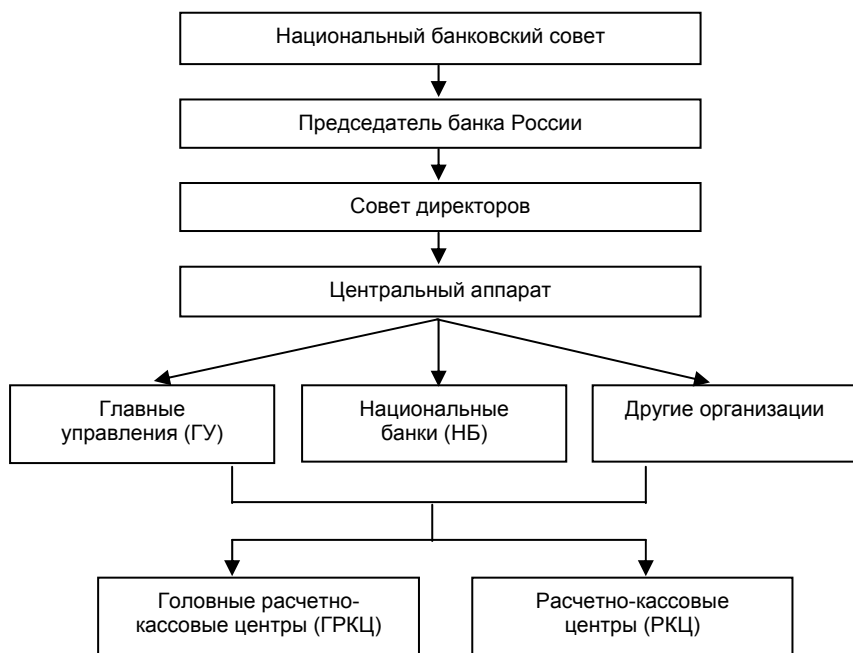 Национальный банковский совет
Председатель банка России
Совет директоров
Центральный аппарат
Главные
управления (ГУ)
Национальные
банки (НБ)
Другие организации
Головные расчетно-
кассовые центры (ГРКЦ)
Расчетно-кассовые
центры (РКЦ)